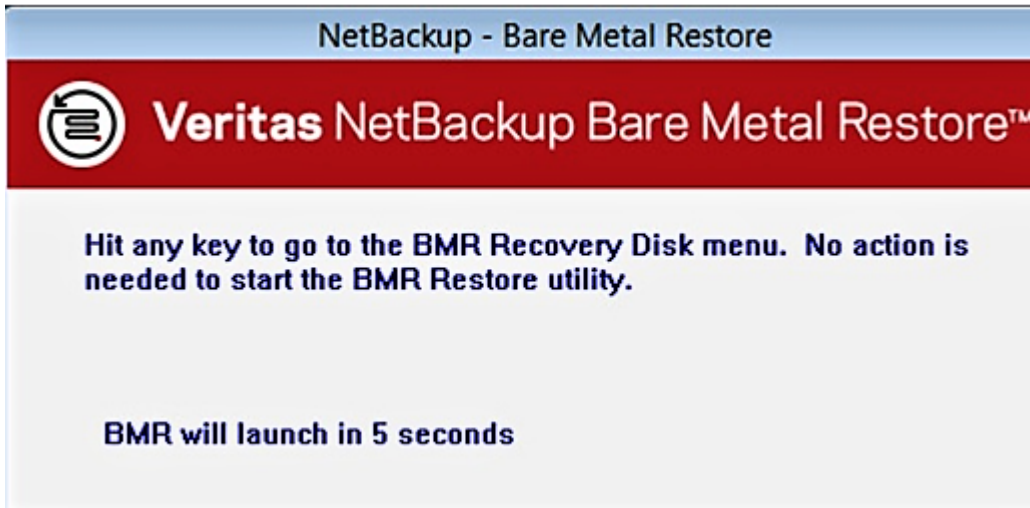 NetBackup - Bare Metal Restore
Veritas NetBackup Bare Metal Restore™
Hit any key to go to the BMR Recovery Disk menu.  No action is
needed to start the BMR Restore utility.
BMR will launch in 5 seconds